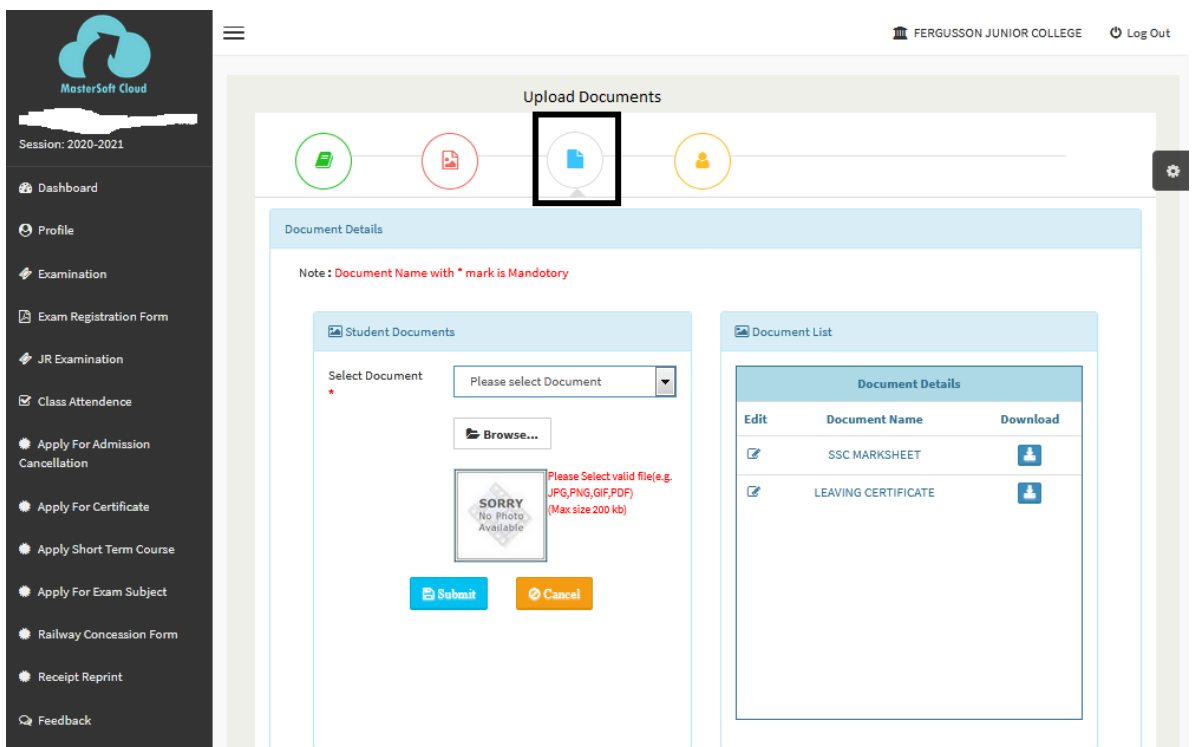 MasterSoft Cloud
Session: 2020-2021
Dashboard
Profile
Examination
Exam Registration Form
JR Examination
Class Attendence
Apply For Admission
Cancellation
Apply For Certificate
Apply Short Term Course
Apply For Exam Subject
Railway Concession Form
Receipt Reprint
Feedback
FERGUSSON JUNIOR COLLEGE
Log Out
Upload Documents
Document Details
Note : Document Name with * mark is Mandotory
Student Documents
Select Document
*
Please select Document
Browse...
SORRY
No Photo
Available
Please Select valid file(e.g.
JPG,PNG,GIF,PDF)
(Max size 200 kb)
Submit
Cancel
Document List
Document Details
Edit Document Name Download
SSC MARKSHEET
LEAVING CERTIFICATE